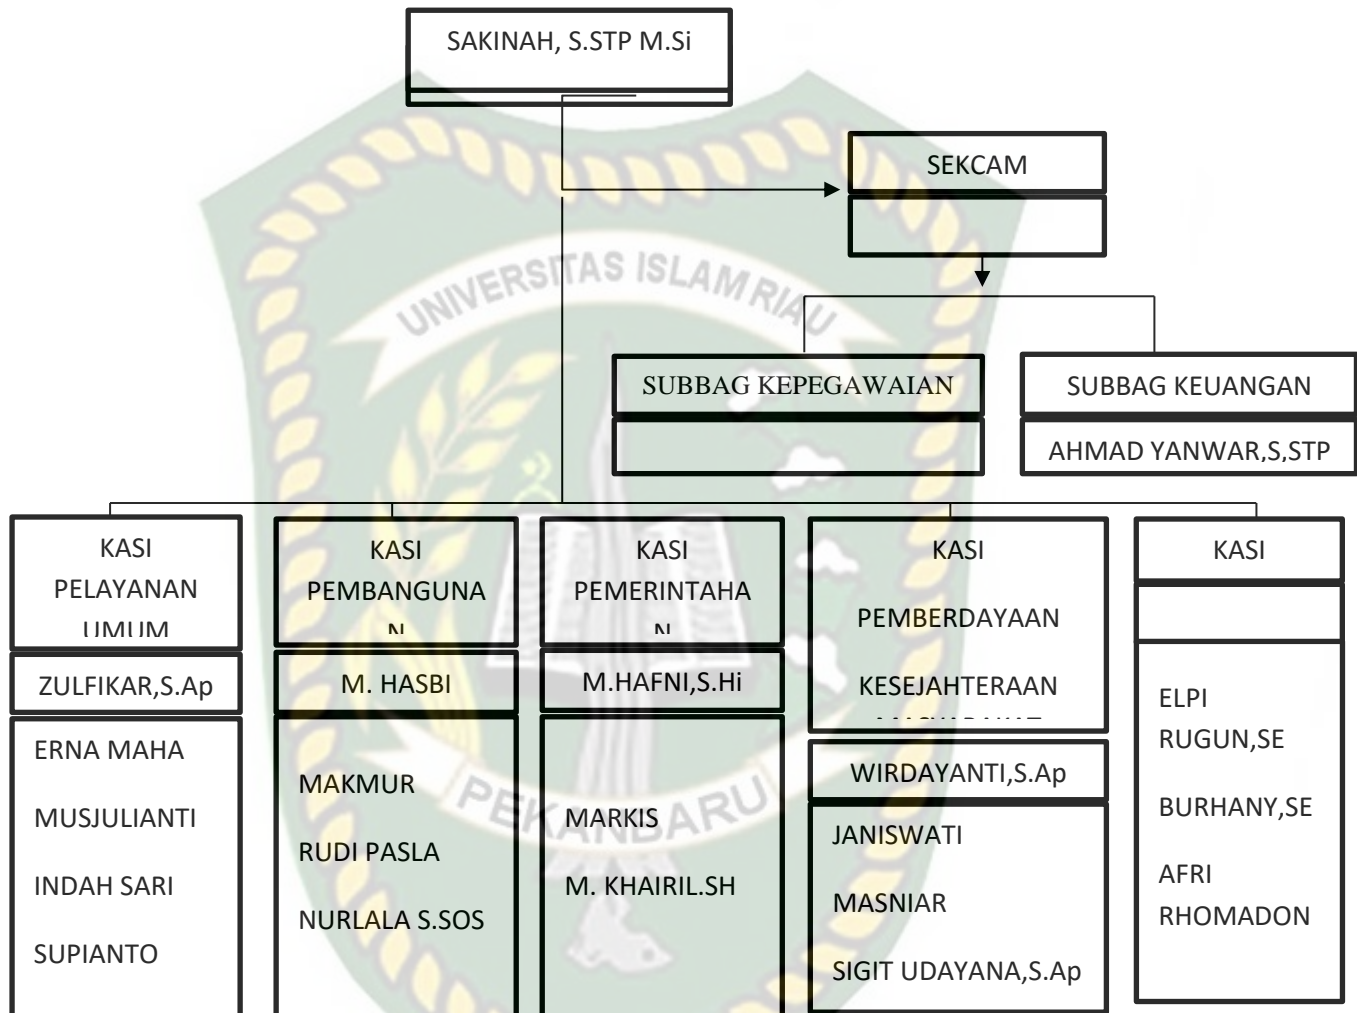 SAKINAH, S.STP M.Si
SEKCAM
UNIVERSITAS ISLAM RIAU
SUBBAG KEPEGAWAIAN
SUBBAG KEUANGAN
AHMAD YANWAR,S,STP
KASI
PELAYANAN
UMUM
ZULFIKAR,S.Ap
ERNA MAHA
MUSJULIANTI
INDAH SARI
SUPIANTO
KASI
PEMBANGUNA
N
M. HASBI
MAKMUR
RUDI PASLA
NURLALA S.SOS
KASI
PEMERINTAHA
N
M.HAFNI,S.Hi
MARKIS
M. KHAIRIL.SH
KASI
PEMBERDAYAAN
KESEJAHTERAAN
WIRDAYANTI,S.Ap
JANISWATI
MASNIAR
SIGIT UDAYANA,S.Ap
KASI
ELPI
RUGUN,SE
BURHANY,SE
AFRI
RHOMADON
PEKANBARU